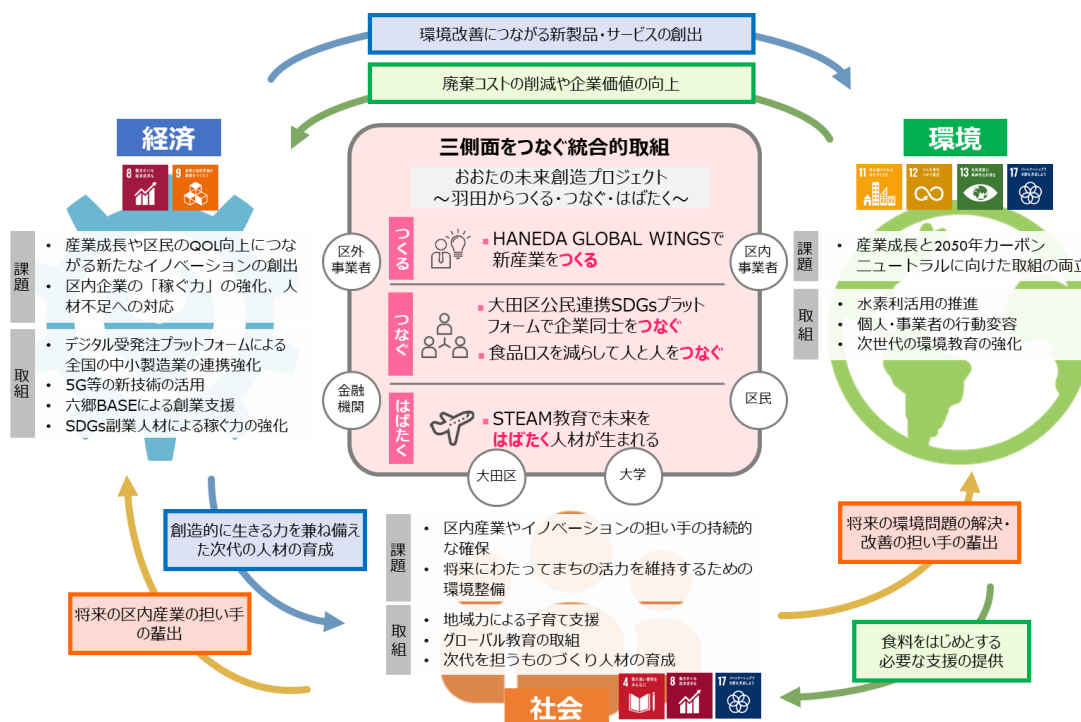 環境改善につながる新製品・サービスの創出
廃棄コストの削減や企業価値の向上
経済
8
9
課題
・産業成長や区民のQOL向上につな
がる新たなイノベーションの創出
・区内企業の「稼ぐ力」の強化、人
材不足への対応
取組
・デジタル受発注プラットフォームによる
全国の中小製造業の連携強化
・5G等の新技術の活用
・六郷BASEによる創業支援
・SDGs副業人材による稼ぐ力の強化
三側面をつなぐ統合的取組
おおたの未来創造プロジェクト
～羽田からつくる・つなぐ・はばたく～
つくる
HANEDA GLOBAL WINGSで
新産業をつくる
つなぐ
大田区公民連携SDGsプラット
フォームで企業同士をつなぐ
食品ロスを減らして人と人をつなぐ
はばたく
STEAM教育で未来を
はばたく人材が生まれる
区外
事業者
区内
事業者
金融
機関
区民
大田区
大学
環境
11
12
13
17
課題
・産業成長と2050年カーボン
ニュートラルに向けた取組の両立
取組
・水素利活用の推進
・個人・事業者の行動変容
・次世代の環境教育の強化
創造的に生きる力を兼ね備え
た次代の人材の育成
将来の区内産業の担い手
の輩出
課題
・区内産業やイノベーションの担い手の持続的
な確保
・将来にわたってまちの活力を維持するための
環境整備
取組
・地域力による子育て支援
・グローバル教育の取組
・次代を担うものづくり人材の育成
社会
4
8
17
将来の環境問題の解決・
改善の担い手の輩出
食料をはじめとする
必要な支援の提供